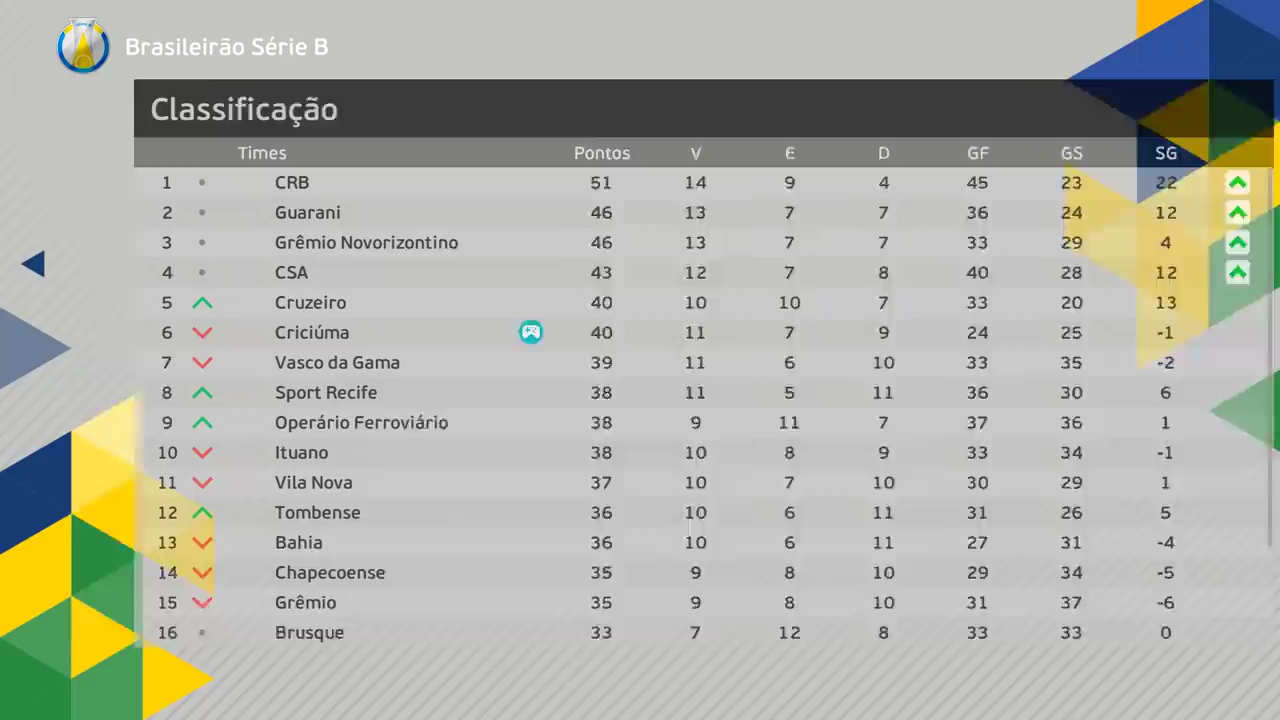 Brasileirão Série B
Classificação
Times Pontos V E D GF GS SG
1 CRB 51 14 9 4 45 23 22
2 Guarani 46 13 7 7 36 24 12
3 Grêmio Novorizontino 46 13 7 7 33 29 4
4 CSA 43 12 7 8 40 28 12
5 Cruzeiro 40 10 10 7 33 20 13
6 Criciúma 40 11 7 9 24 25 -1
7 Vasco da Gama 39 11 6 10 33 35 -2
8 Sport Recife 38 11 5 11 36 30 6
9 Operário Ferroviário 38 9 11 7 37 36 1
10 Ituano 38 10 8 9 33 34 -1
11 Vila Nova 37 10 7 10 30 29 1
12 Tombense 36 10 6 11 31 26 5
13 Bahia 36 10 6 11 27 31 -4
14 Chapecoense 35 9 8 10 29 34 -5
15 Grêmio 35 9 8 10 31 37 -6
16 Brusque 33 7 12 8 33 33 0